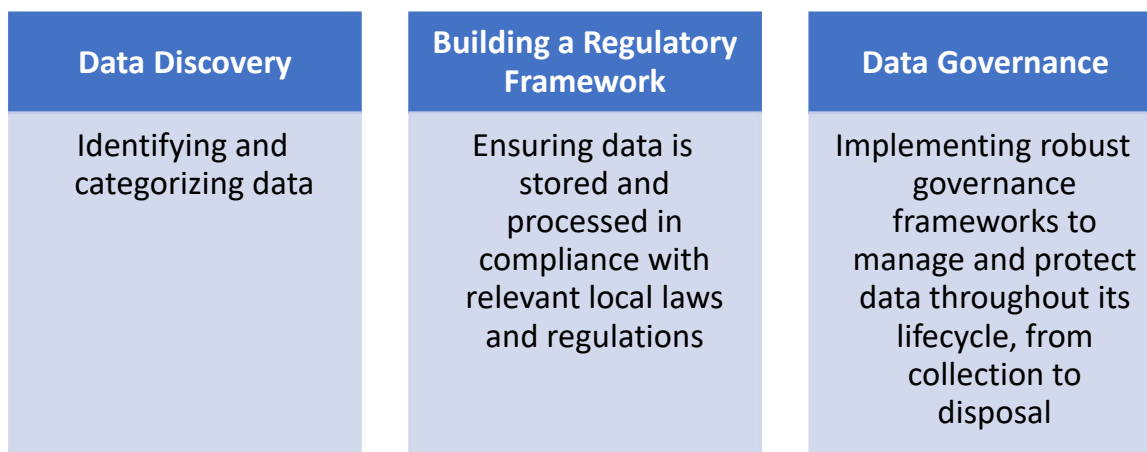 Data Discovery
Identifying and
categorizing data
Building a Regulatory
Framework
Ensuring data is
stored and
processed in
compliance with
relevant local laws
and regulations
Data Governance
Implementing robust
governance
frameworks to
manage and protect
data throughout its
lifecycle, from
collection to
disposal